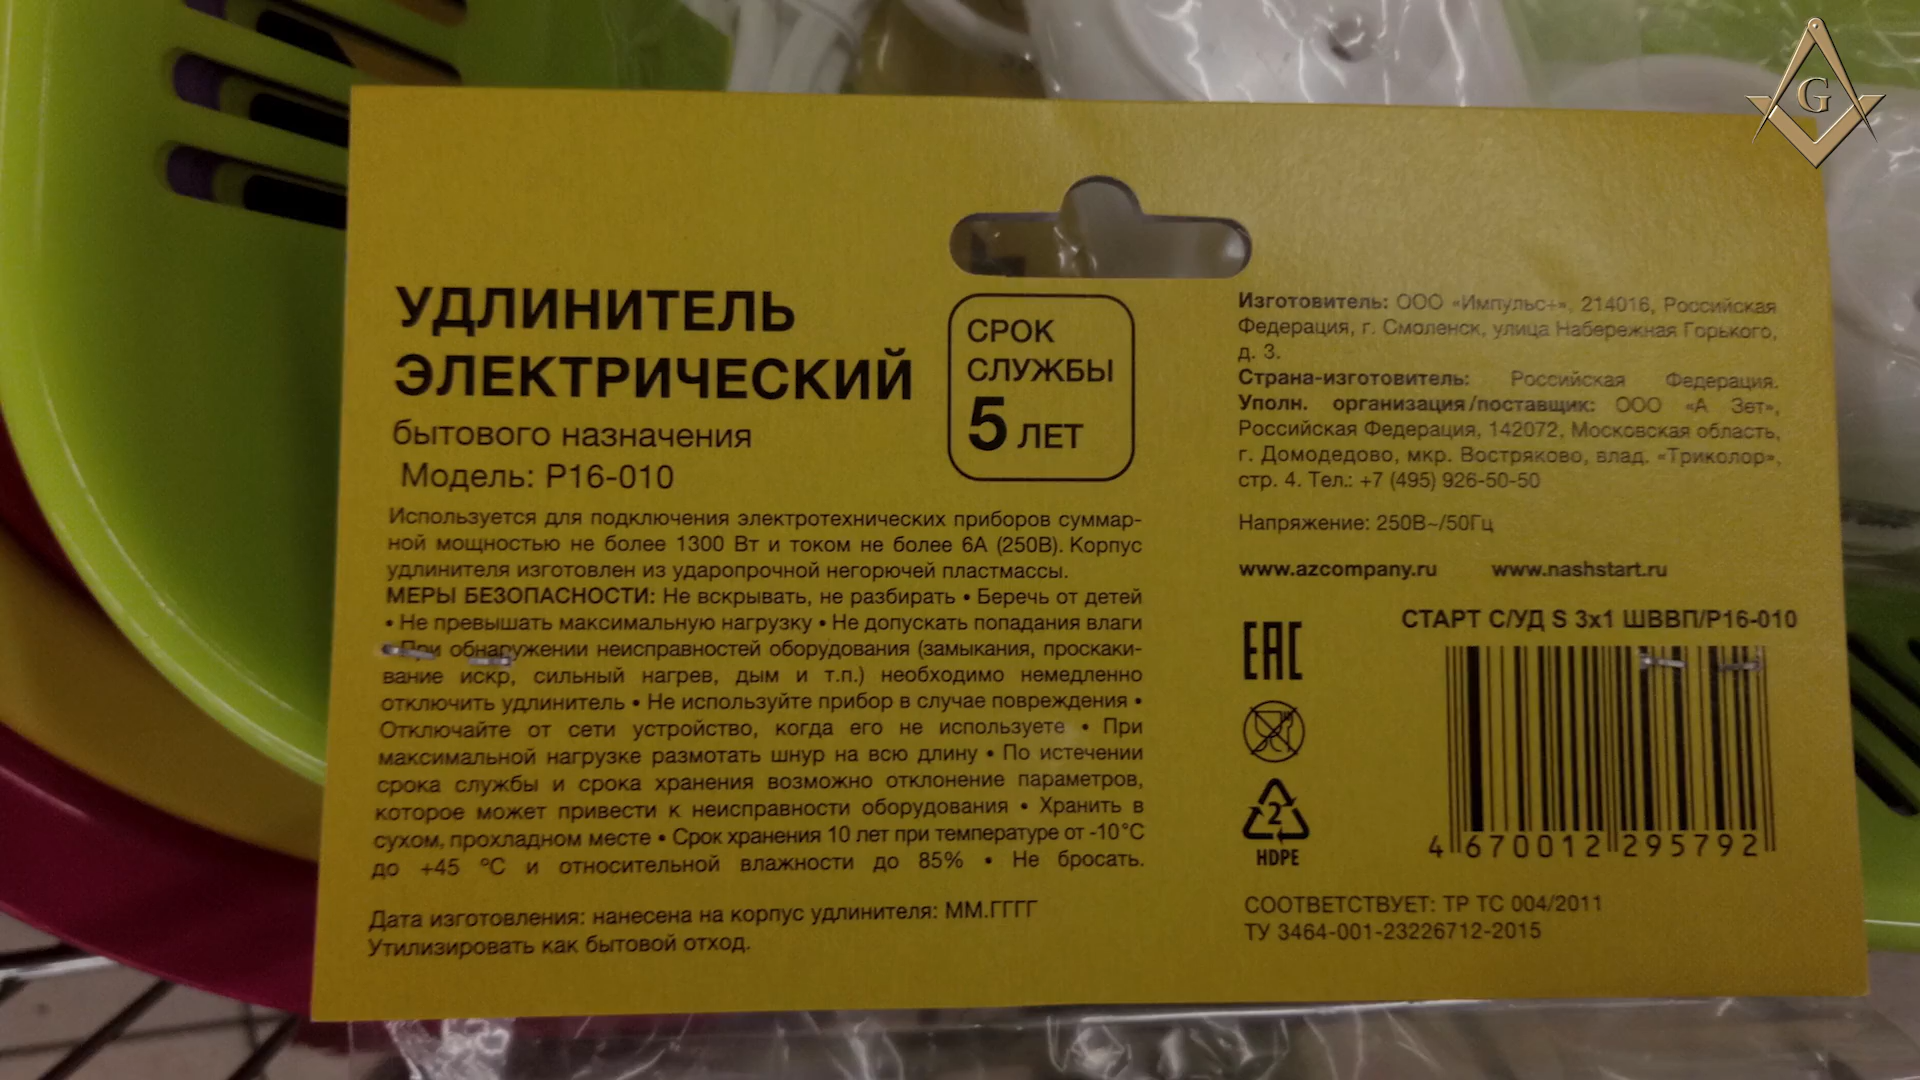 G
УДЛИНИТЕЛЬ
ЭЛЕКТРИЧЕСКИЙ
бытового назначения
Модель: Р16-010
СРОК
СЛУЖБЫ
5 ЛЕТ
Используется для подключения электротехнических приборов суммар-
ной мощностью не более 1300 Вт и током не более 6А (250В). Корпус
удлинителя изготовлен из ударопрочной негорючей пластмассы.
МЕРЫ БЕЗОПАСНОСТИ: Не вскрывать, не разбирать • Беречь от детей
• Не превышать максимальную нагрузку • Не допускать попадания влаги
• При обнаружении неисправностей оборудования (замыкания, проскаки-
вание искр, сильный нагрев, дым и т.п.) необходимо немедленно
отключить удлинитель • Не используйте прибор в случае повреждения •
Отключайте от сети устройство, когда его не используете • При
максимальной нагрузке размотать шнур на всю длину • По истечении
срока службы и срока хранения возможно отклонение параметров,
которое может привести к неисправности оборудования • Хранить в
сухом, прохладном месте • Срок хранения 10 лет при температуре от -10°С
до +45 °С и относительной влажности до 85% • Не бросать.
Дата изготовления: нанесена на корпус удлинителя: ММ.ГГГГ
Утилизировать как бытовой отход.
Изготовитель: ООО «Импульс+», 214016, Российская
Федерация, г. Смоленск, улица Набережная Горького,
д. 3.
Страна-изготовитель: Российская Федерация.
Уполн. организация/поставщик: ООО «А Зет»,
Российская Федерация, 142072, Московская область,
г. Домодедово, мкр. Востряково, влад. «Триколор»,
стр. 4. Тел.: +7 (495) 926-50-50
Напряжение: 250В~/50Гц
www.azcompany.ru www.nashstart.ru
СТАРТ С/УД S 3x1 ШВВП/Р16-010
EAC
2
HDPE
4 670012 295792
СООТВЕТСТВУЕТ: ТР ТС 004/2011
ТУ 3464-001-23226712-2015